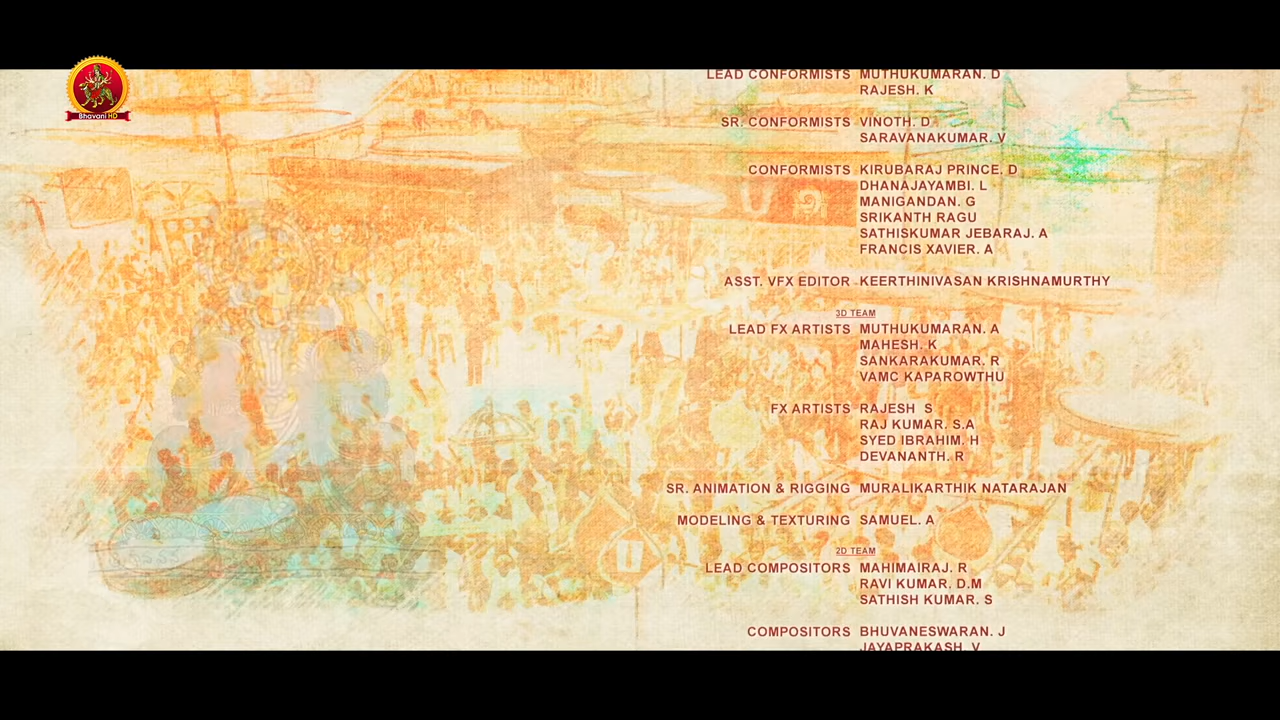 Bhavani HD
LEAD CONFORMISTS MUTHUKUMARAN. D
RAJESH. K
SR. CONFORMISTS VINOTH. D
SARAVANAKUMAR. V
CONFORMISTS KIRUBARAJ PRINCE. D
DHANAJAYAMBI. L
MANIGANDAN. G
SRIKANTH RAGU
SATHISKUMAR JEBARAJ. A
FRANCIS XAVIER. A
ASST. VFX EDITOR KEERTHINIVASAN KRISHNAMURTHY
3D TEAM
LEAD FX ARTISTS MUTHUKUMARAN. A
MAHESH. K
SANKARAKUMAR. R
VAMC KAPAROWTHU
FX ARTISTS RAJESH S
RAJ KUMAR. S.A
SYED IBRAHIM. H
DEVANANTH. R
SR. ANIMATION & RIGGING MURALIKARTHIK NATARAJAN
MODELING & TEXTURING SAMUEL. A
2D TEAM
LEAD COMPOSITORS MAHIMAIRAJ. R
RAVI KUMAR. D.M
SATHISH KUMAR. S
COMPOSITORS BHUVANESWARAN. J
JAYAPRAKASH. V